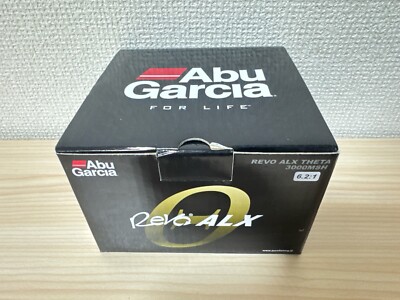 Abu
Garcia®
FOR LIFE
Abu
Garcia
REVO ALX THETA
3000MSH
6.2:1
Revo ALX